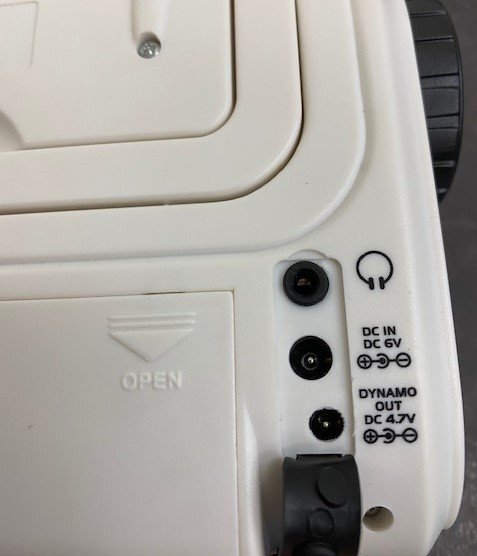 DC IN
DC 6V
OPEN
DYNAMO
OUT
DC 4.7V